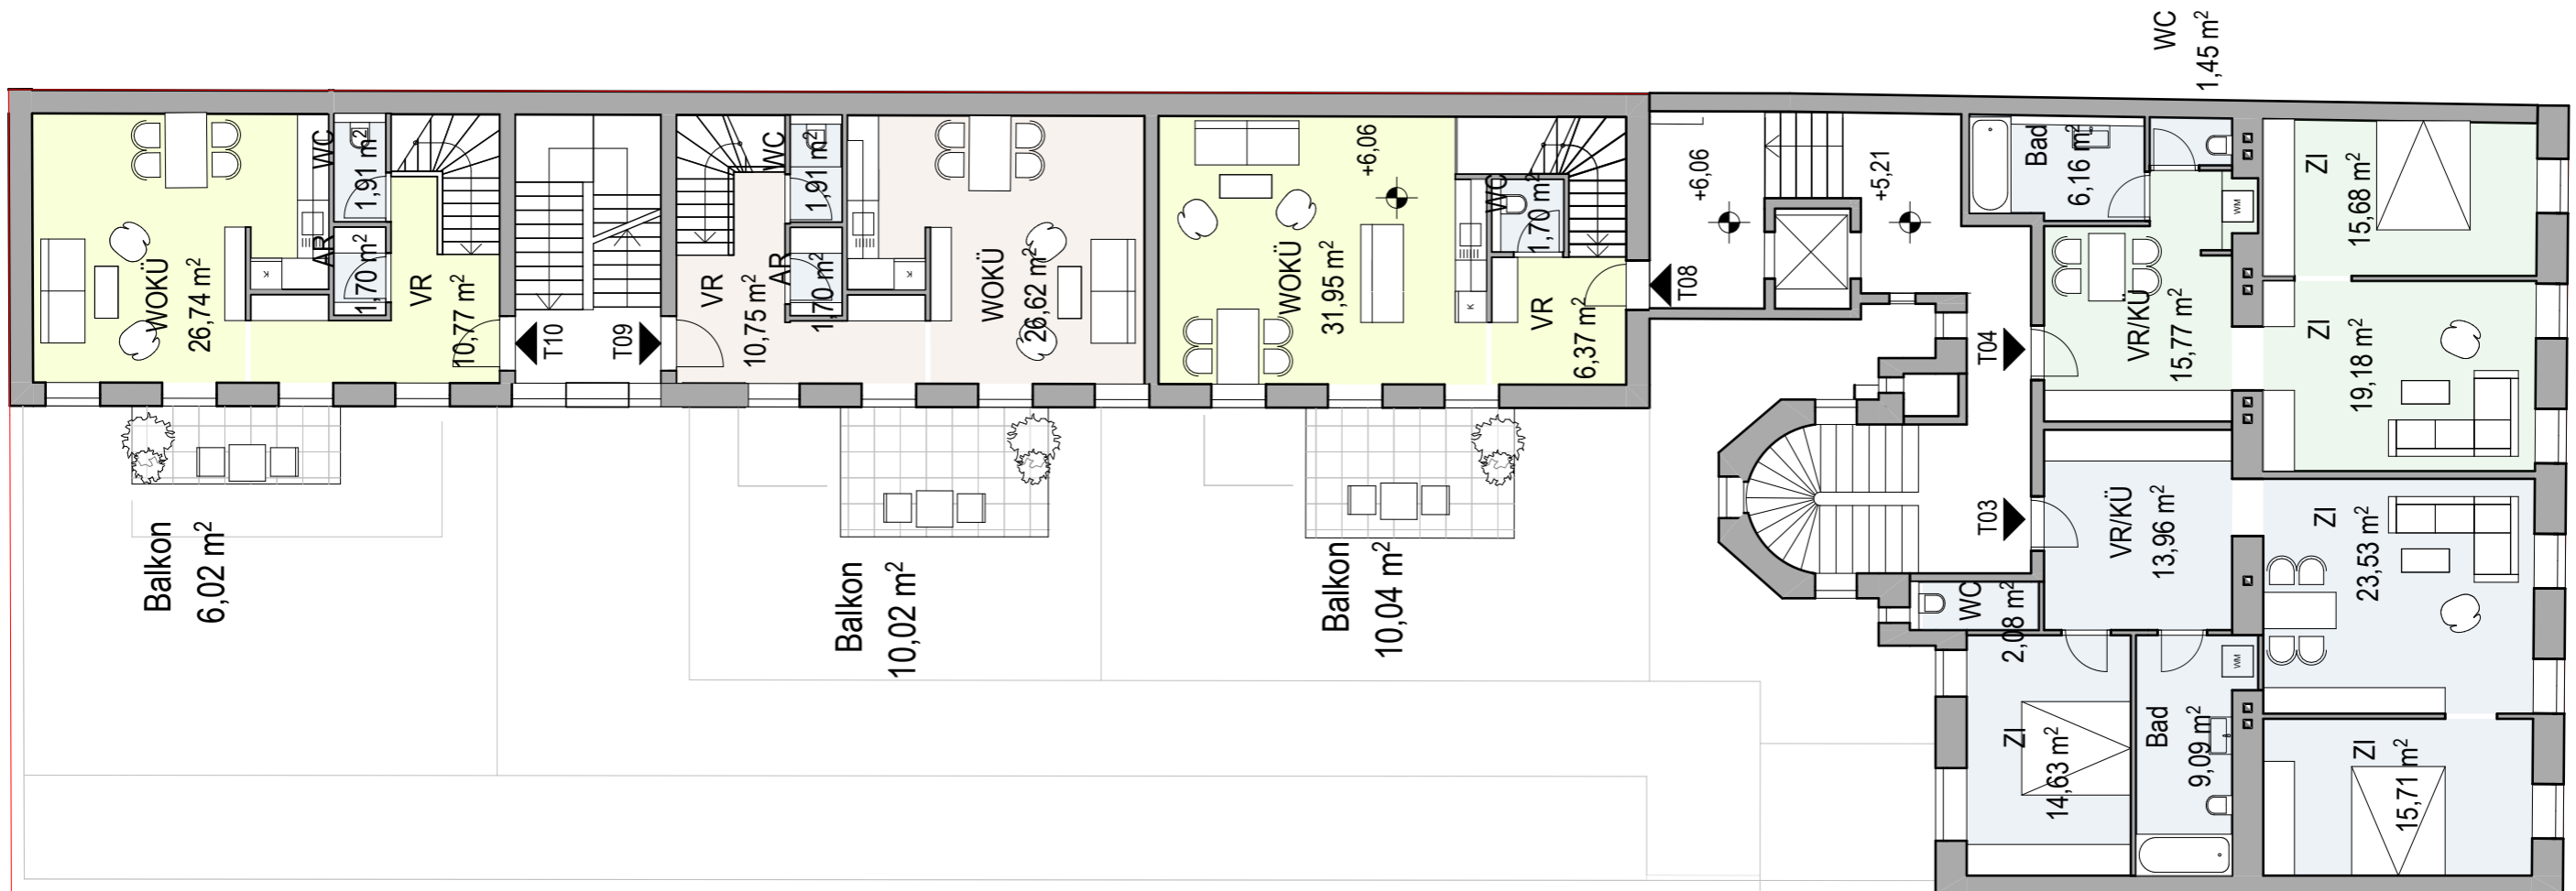 WC
1,45 m²
WOKÜ
26,74 m²
WC
1,91 m²
AR
1,70 m²
VR
10,77 m²
K
T10
T09
VR
10,75 m²
WC
1,91 m²
AR
1,70 m²
K
WOKÜ
26,62 m²
WOKÜ
31,95 m²
+6,06
K
WC
1,70 m²
VR
6,37 m²
T08
+6,06
+5,21
Bad
6,16 m²
WM
ZI
15,68 m²
T04
VR/KÜ
15,77 m²
ZI
19,18 m²
T03
VR/KÜ
13,96 m²
ZI
23,53 m²
WC
2,08 m²
ZI
14,63 m²
Bad
9,09 m²
WM
ZI
15,71 m²
Balkon
6,02 m²
Balkon
10,02 m²
Balkon
10,04 m²